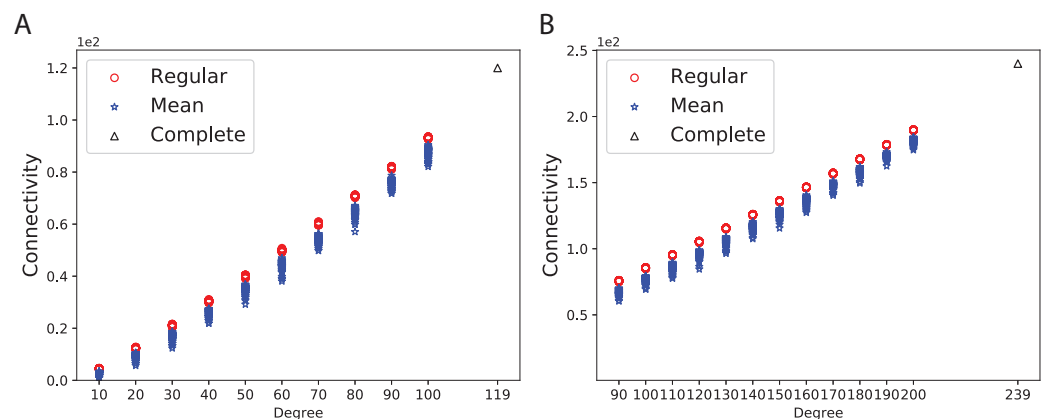 A
1e2
1.2
1.0
0.8
0.6
0.4
0.2
0.0
Connectivity
Regular
Mean
Complete
10 20 30 40 50 60 70 80 90 100 119
Degree
B
1e2
2.5
2.0
1.5
1.0
0.5
Connectivity
Regular
Mean
Complete
90 100 110 120 130 140 150 160 170 180 190 200 239
Degree